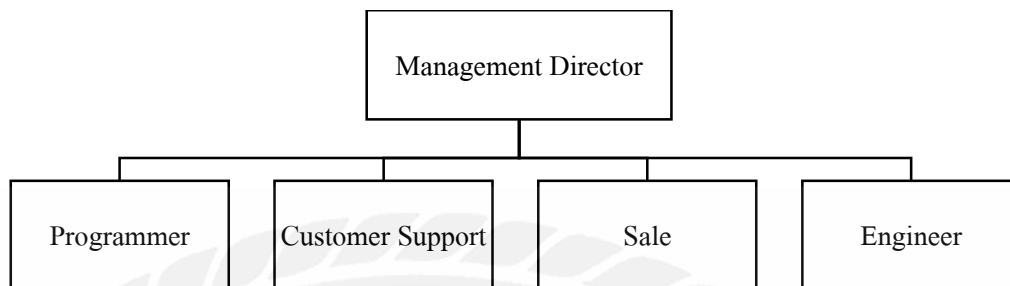 Management Director
Programmer
Customer Support
Sale
Engineer